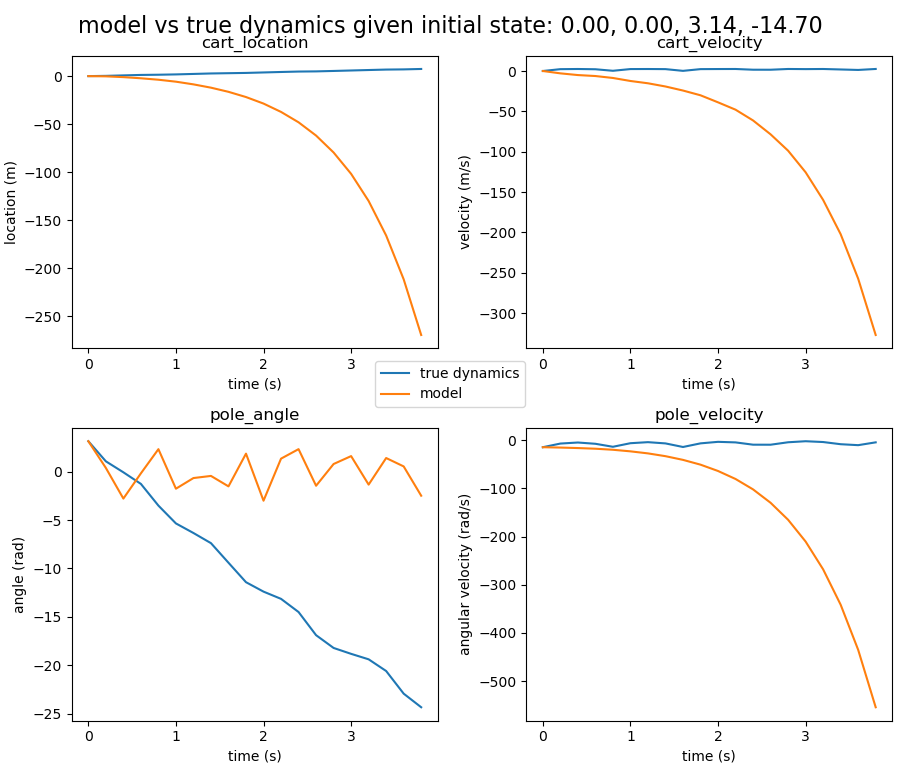 model vs true dynamics given initial state: 0.00, 0.00, 3.14, -14.70
cart_location
0
−50
−100
−150
−200
−250
location (m)
0 1 2 3
time (s)
cart_velocity
0
−50
−100
−150
−200
−250
−300
velocity (m/s)
0 1 2 3
time (s)
true dynamics
model
pole_angle
0
−5
−10
−15
−20
−25
angle (rad)
0 1 2 3
time (s)
pole_velocity
0
−100
−200
−300
−400
−500
angular velocity (rad/s)
0 1 2 3
time (s)